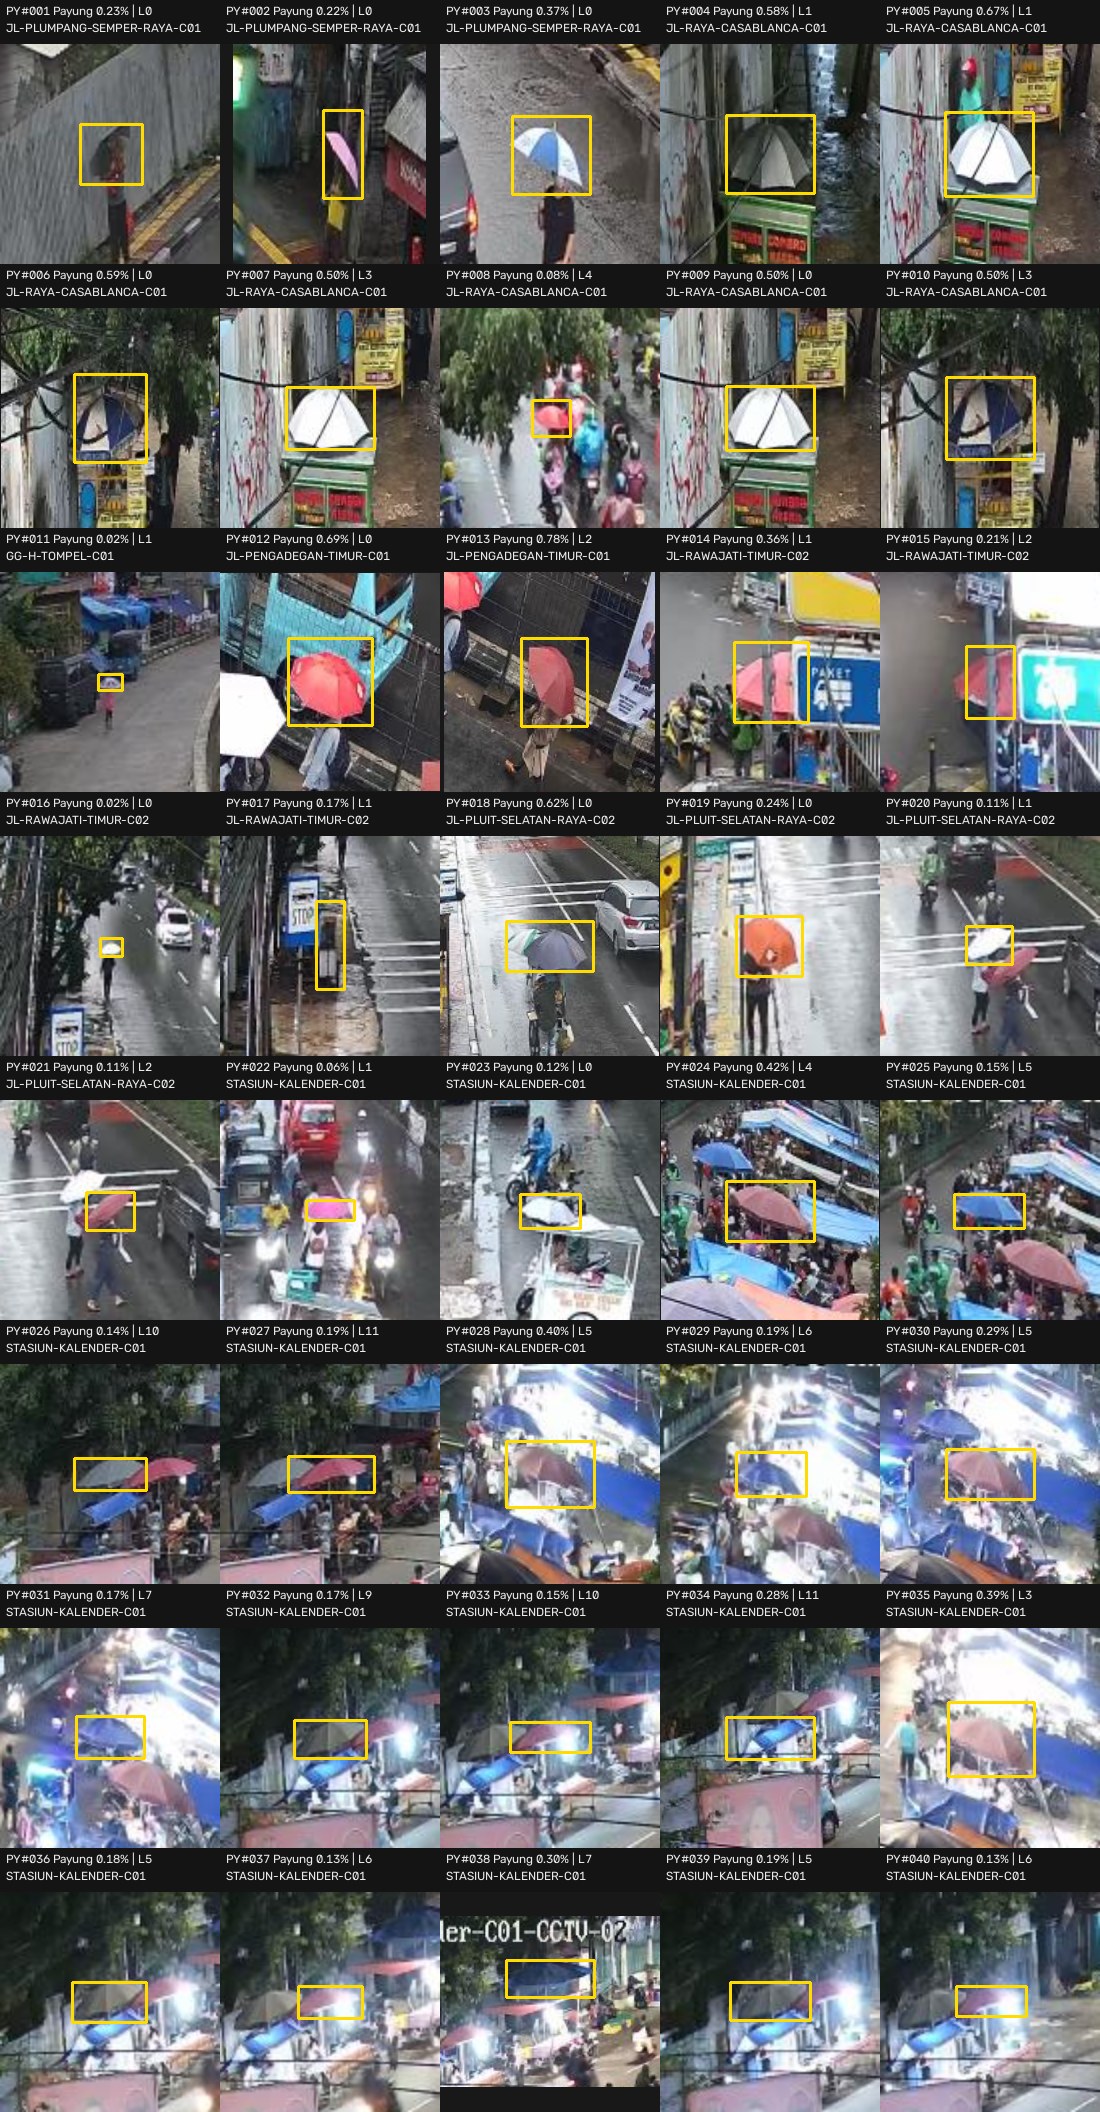 PY#001 Payung 0.23% | L0
JL-PLUMPANG-SEMPER-RAYA-C01
PY#002 Payung 0.22% | L0
JL-PLUMPANG-SEMPER-RAYA-C01
PY#003 Payung 0.37% | L0
JL-PLUMPANG-SEMPER-RAYA-C01
PY#004 Payung 0.58% | L1
JL-RAYA-CASABLANCA-C01
PY#005 Payung 0.67% | L1
JL-RAYA-CASABLANCA-C01
PY#006 Payung 0.59% | L0
JL-RAYA-CASABLANCA-C01
PY#007 Payung 0.50% | L3
JL-RAYA-CASABLANCA-C01
PY#008 Payung 0.08% | L4
JL-RAYA-CASABLANCA-C01
PY#009 Payung 0.50% | L0
JL-RAYA-CASABLANCA-C01
PY#010 Payung 0.50% | L3
JL-RAYA-CASABLANCA-C01
PY#011 Payung 0.02% | L1
GG-H-TOMPEL-C01
PY#012 Payung 0.69% | L0
JL-PENGADEGAN-TIMUR-C01
PY#013 Payung 0.78% | L2
JL-PENGADEGAN-TIMUR-C01
PY#014 Payung 0.36% | L1
JL-RAWAJATI-TIMUR-C02
PY#015 Payung 0.21% | L2
JL-RAWAJATI-TIMUR-C02
PAKET
PY#016 Payung 0.02% | L0
JL-RAWAJATI-TIMUR-C02
PY#017 Payung 0.17% | L1
JL-RAWAJATI-TIMUR-C02
PY#018 Payung 0.62% | L0
JL-PLUIT-SELATAN-RAYA-C02
PY#019 Payung 0.24% | L0
JL-PLUIT-SELATAN-RAYA-C02
PY#020 Payung 0.11% | L1
JL-PLUIT-SELATAN-RAYA-C02
STOP
STOP
PY#021 Payung 0.11% | L2
JL-PLUIT-SELATAN-RAYA-C02
PY#022 Payung 0.06% | L1
STASIUN-KALENDER-C01
PY#023 Payung 0.12% | L0
STASIUN-KALENDER-C01
PY#024 Payung 0.42% | L4
STASIUN-KALENDER-C01
PY#025 Payung 0.15% | L5
STASIUN-KALENDER-C01
PY#026 Payung 0.14% | L10
STASIUN-KALENDER-C01
PY#027 Payung 0.19% | L11
STASIUN-KALENDER-C01
PY#028 Payung 0.40% | L5
STASIUN-KALENDER-C01
PY#029 Payung 0.19% | L6
STASIUN-KALENDER-C01
PY#030 Payung 0.29% | L5
STASIUN-KALENDER-C01
PY#031 Payung 0.17% | L7
STASIUN-KALENDER-C01
PY#032 Payung 0.17% | L9
STASIUN-KALENDER-C01
PY#033 Payung 0.15% | L10
STASIUN-KALENDER-C01
PY#034 Payung 0.28% | L11
STASIUN-KALENDER-C01
PY#035 Payung 0.39% | L3
STASIUN-KALENDER-C01
PY#036 Payung 0.18% | L5
STASIUN-KALENDER-C01
PY#037 Payung 0.13% | L6
STASIUN-KALENDER-C01
PY#038 Payung 0.30% | L7
STASIUN-KALENDER-C01
PY#039 Payung 0.19% | L5
STASIUN-KALENDER-C01
PY#040 Payung 0.13% | L6
STASIUN-KALENDER-C01
der-C01-CCTV-02